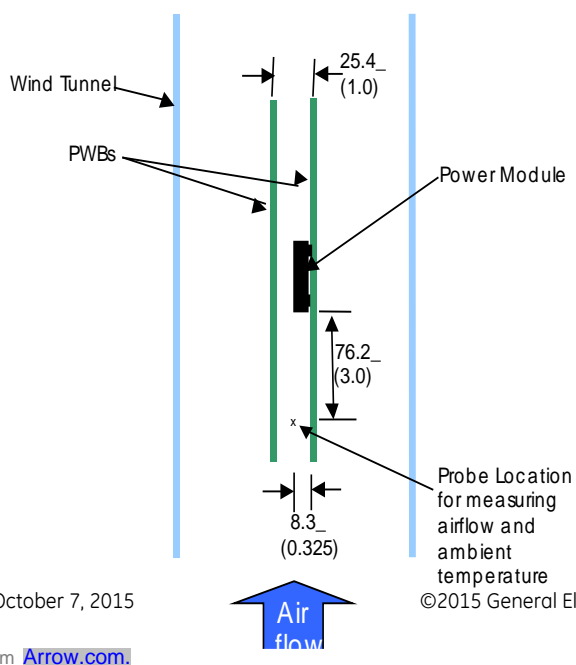 25.4_
(1.0)
Wind Tunnel
PWBs
Power Module
76.2_
(3.0)
x
Probe Location
for measuring
airflow and
ambient
temperature
8.3_
(0.325)
October 7, 2015
©2015 General El
Air
flow
m Arrow.com.